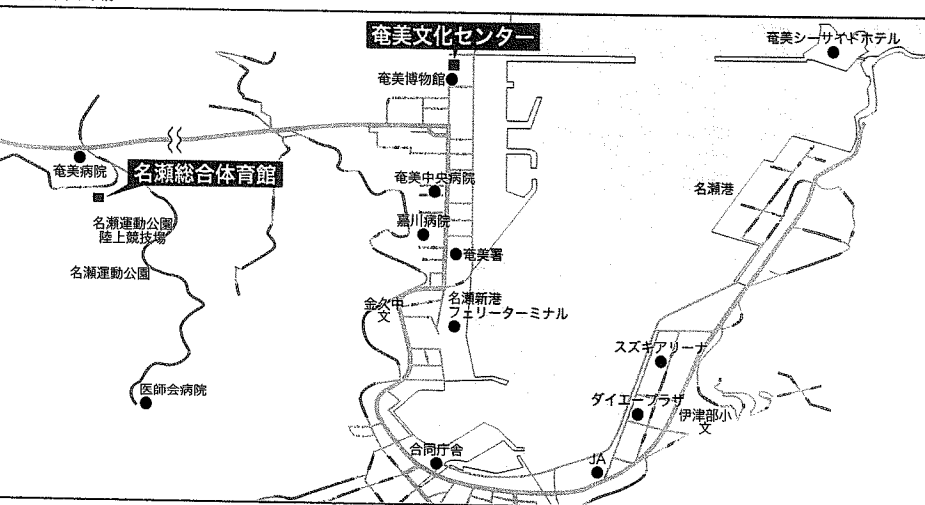 奄美文化センター
奄美シーサイドホテル
奄美博物館
奄美病院
名瀬総合体育館
奄美中央病院
名瀬港
名瀬運動公園
陸上競技場
嘉川病院
奄美署
名瀬運動公園
金久中
文
名瀬新港
フェリーターミナル
スズキアリーナ
医師会病院
ダイエープラザ
伊津部小
文
合同庁舎
JA